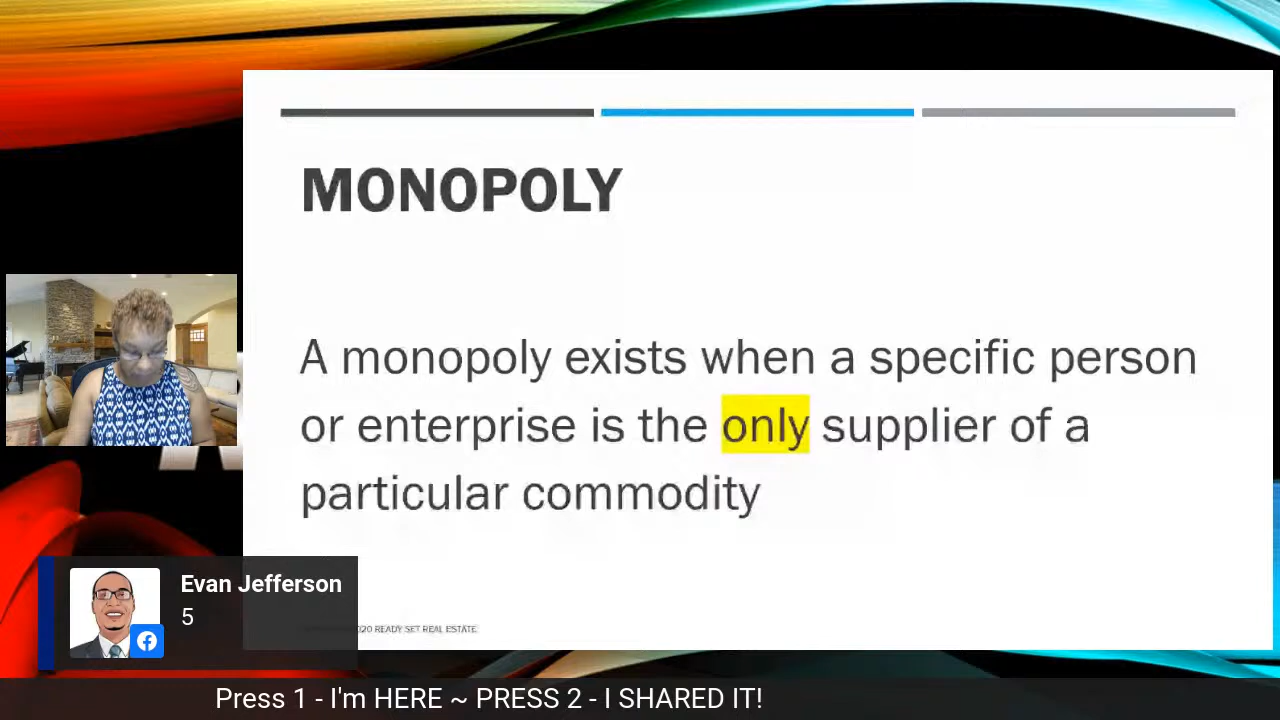 MONOPOLY
A monopoly exists when a specific person
or enterprise is the only supplier of a
particular commodity
Evan Jefferson
5
20 READY SET REAL ESTATE
Press 1 - I'm HERE ~ PRESS 2 - I SHARED IT!